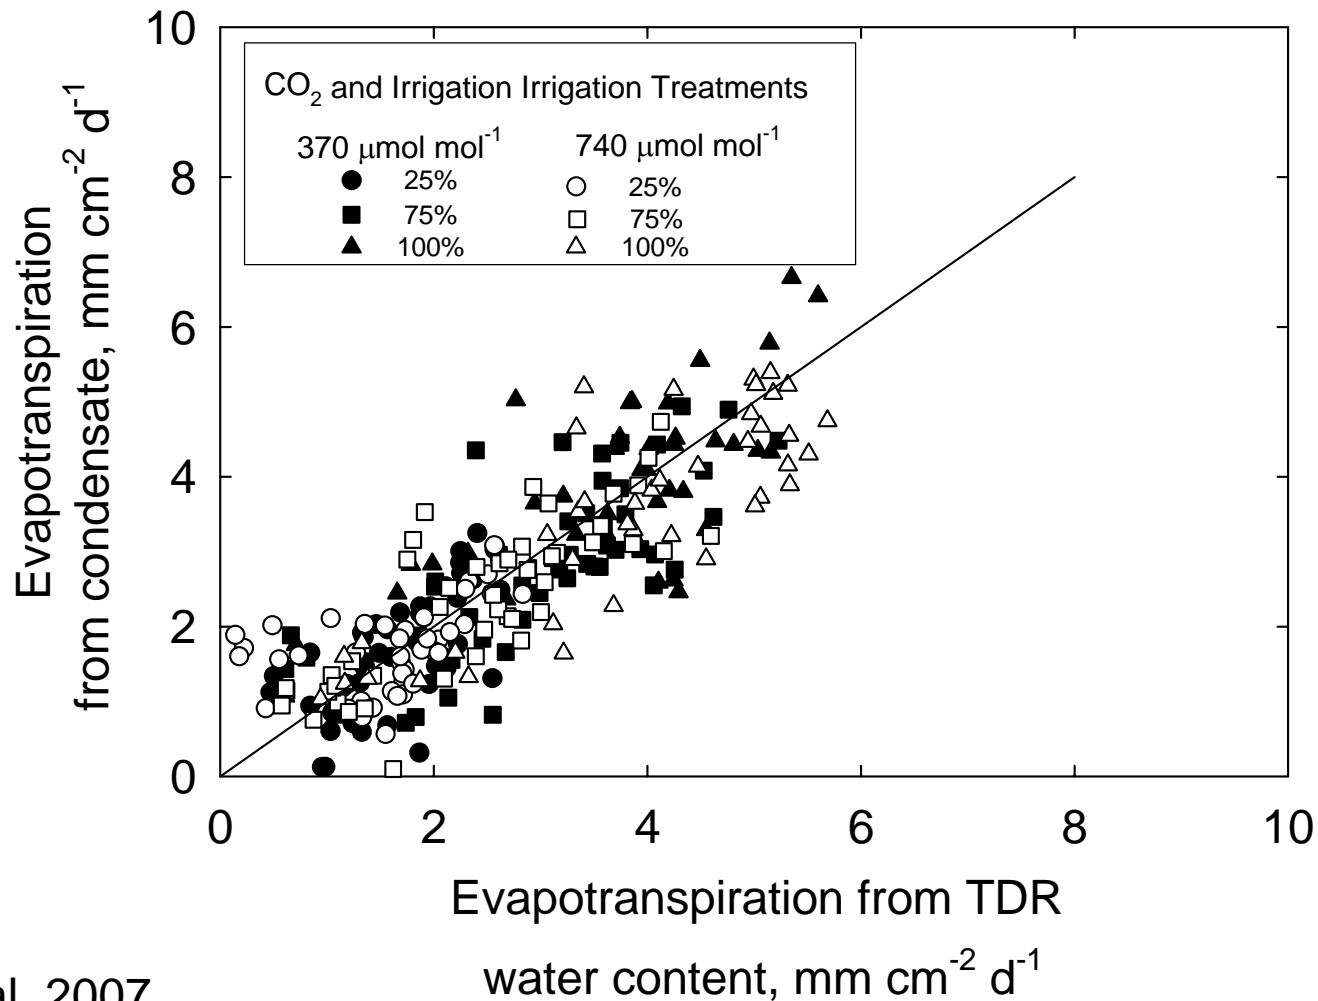 10
8
6
4
2
0
Evapotranspiration
from condensate, mm cm-2 d-1
CO2 and Irrigation Irrigation Treatments
370 μmol mol-1 740 μmol mol-1
25% 25%
75% 75%
100% 100%
0 2 4 6 8 10
Evapotranspiration from TDR
water content, mm cm-2 d-1
2007